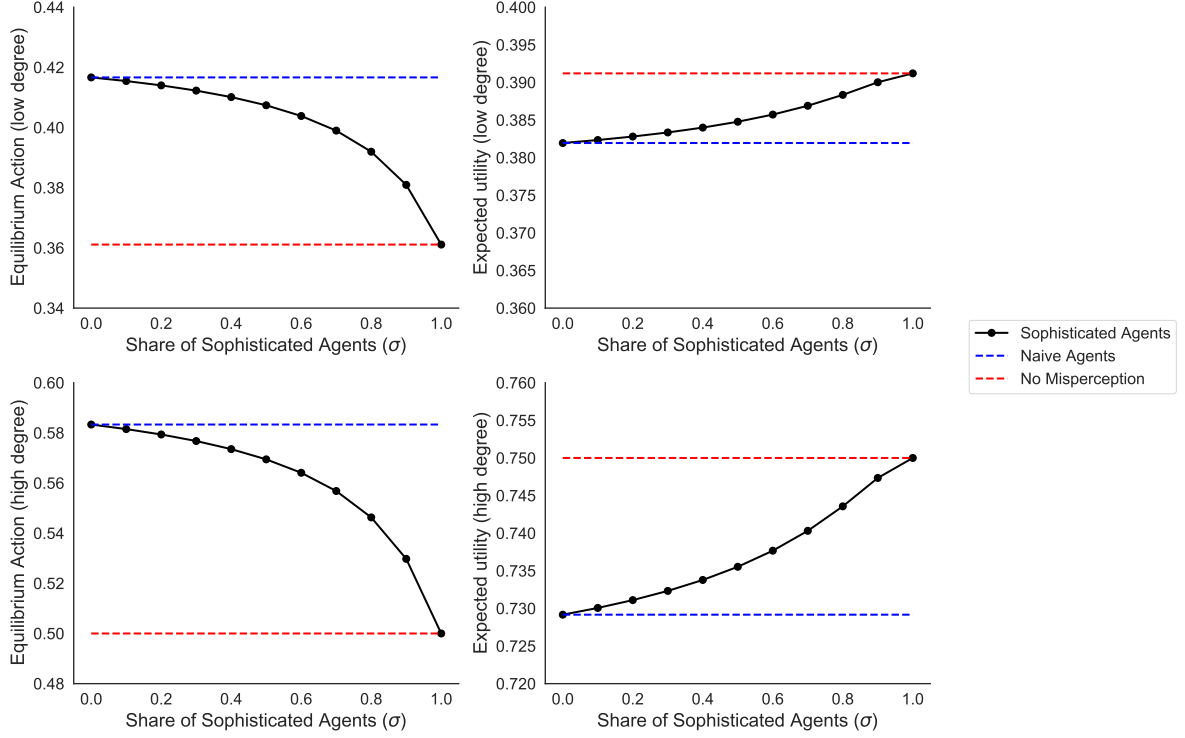 0.44
0.42
0.40
0.38
0.36
0.34
Equilibrium Action (low degree)
0.0 0.2 0.4 0.6 0.8 1.0
Share of Sophisticated Agents (σ)
0.400
0.395
0.390
0.385
0.380
0.375
0.370
0.365
0.360
Expected utility (low degree)
0.0 0.2 0.4 0.6 0.8 1.0
Share of Sophisticated Agents (σ)
Sophisticated Agents
Naive Agents
No Misperception
0.60
0.58
0.56
0.54
0.52
0.50
0.48
Equilibrium Action (high degree)
0.0 0.2 0.4 0.6 0.8 1.0
Share of Sophisticated Agents (σ)
0.760
0.755
0.750
0.745
0.740
0.735
0.730
0.725
0.720
Expected utility (high degree)
0.0 0.2 0.4 0.6 0.8 1.0
Share of Sophisticated Agents (σ)